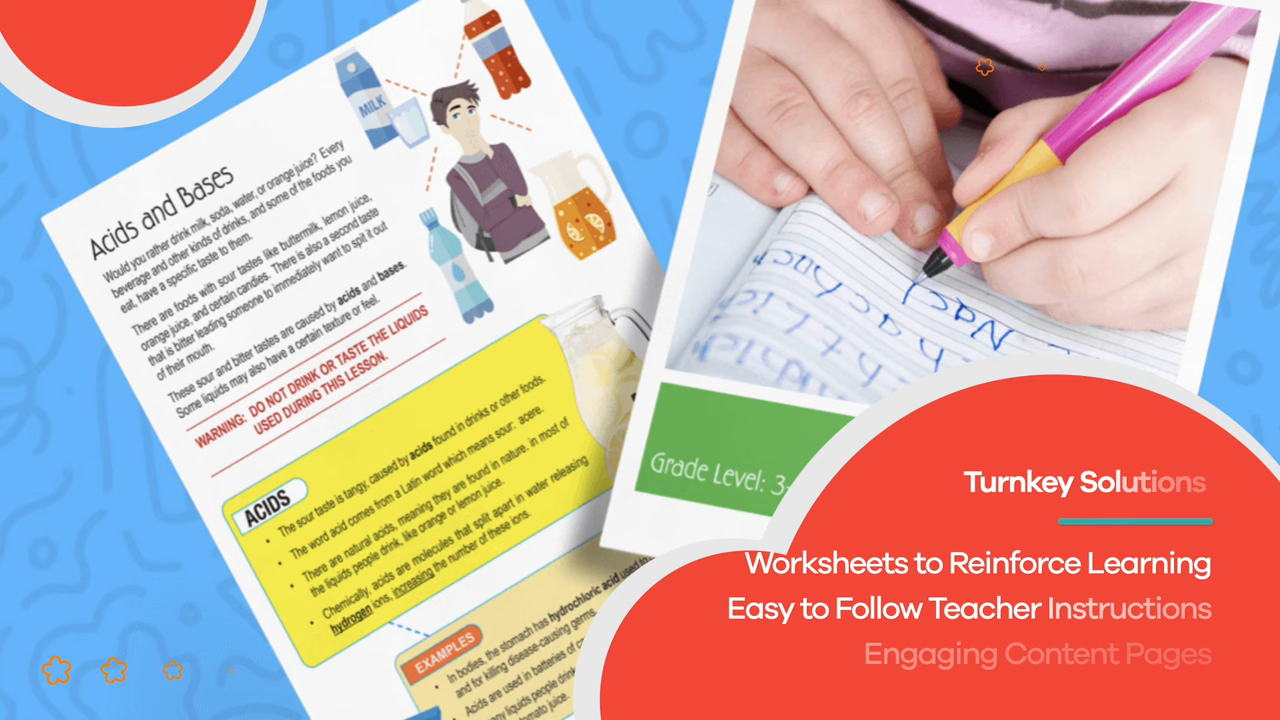 MILK
Acids and Bases
Would you rather drink milk, soda, water, or orange juice? Every
beverage and other kinds of drinks, and some of the foods you
eat, have a specific taste to them.
There are foods with sour tastes like buttermilk, lemon juice,
orange juice, and certain candies. There is also a second taste
that is bitter leading someone to immediately want to spit it out
of their mouth.
These sour and bitter tastes are caused by acids and bases.
Some liquids may also have a certain texture or feel.
WARNING: DO NOT DRINK OR TASTE THE LIQUIDS
USED DURING THIS LESSON.
ACIDS
• The sour taste is tangy, caused by acids found in drinks or other foods.
• The word acid comes from a Latin word which means sour: acere.
• There are natural acids, meaning they are found in nature. in most of
the liquids people drink, like orange or lemon juice.
• Chemically, acids are molecules that split apart in water releasing
hydrogen ions, increasing the number of these ions.
EXAMPLES
• In bodies, the stomach has hydrochloric acid used to
and for killing disease-causing germs
• Acids are used in batteries of
many liquids people drink
tomato juice.
Grade Level: 3-
Turnkey Solutions
Worksheets to Reinforce Learning
Easy to Follow Teacher Instructions
Engaging Content Pages